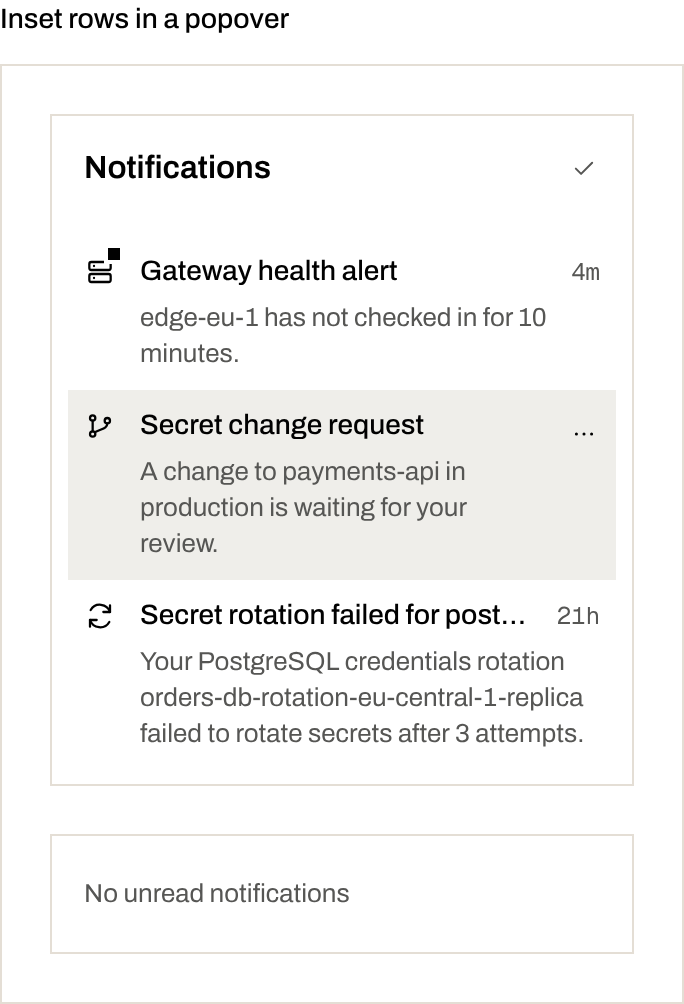 Inset rows in a popover
Notifications
Gateway health alert 4m
edge-eu-1 has not checked in for 10
minutes.
Secret change request ...
A change to payments-api in
production is waiting for your
review.
Secret rotation failed for post... 21h
Your PostgreSQL credentials rotation
orders-db-rotation-eu-central-1-replica
failed to rotate secrets after 3 attempts.
No unread notifications